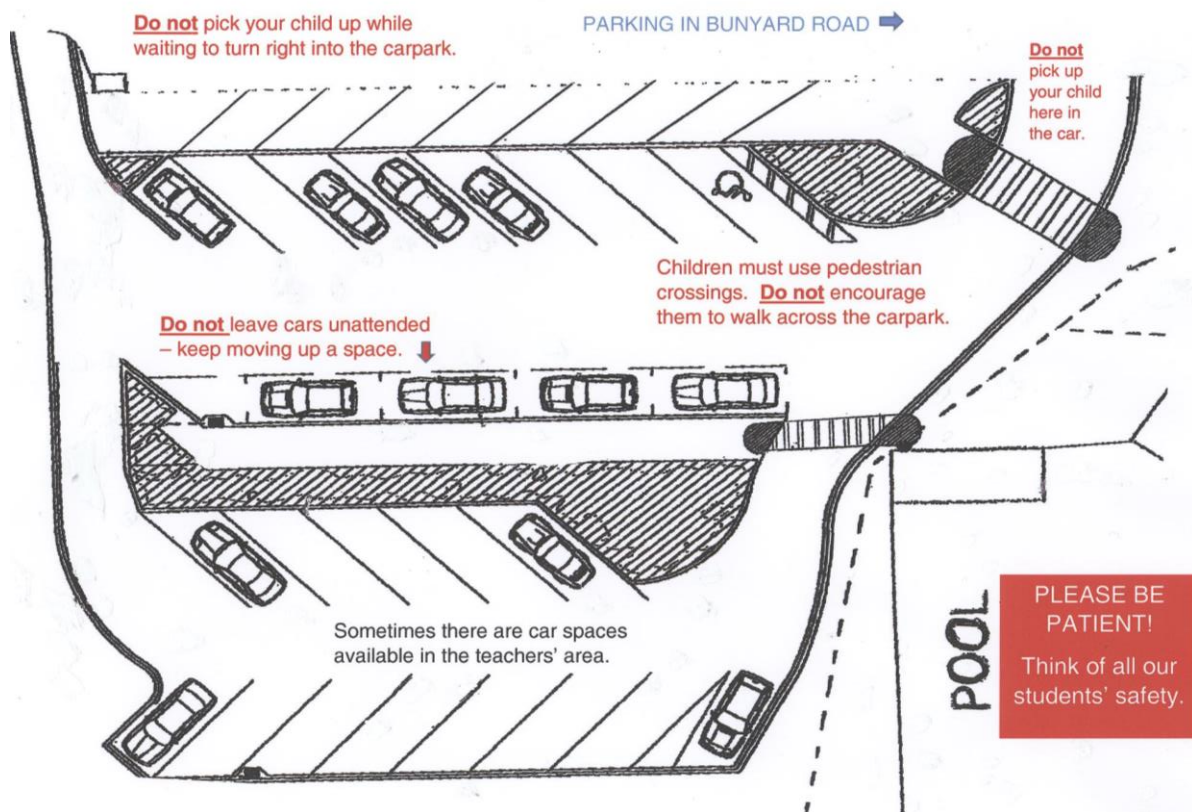 Do not pick your child up while
waiting to turn right into the carpark.
PARKING IN BUNYARD ROAD
Do not
pick up
your child
here in
the car.
Children must use pedestrian
crossings. Do not encourage
them to walk across the carpark.
Do not leave cars unattended
– keep moving up a space.
Sometimes there are car spaces
available in the teachers' area.
POOL
PLEASE BE
PATIENT!
Think of all our
students' safety.